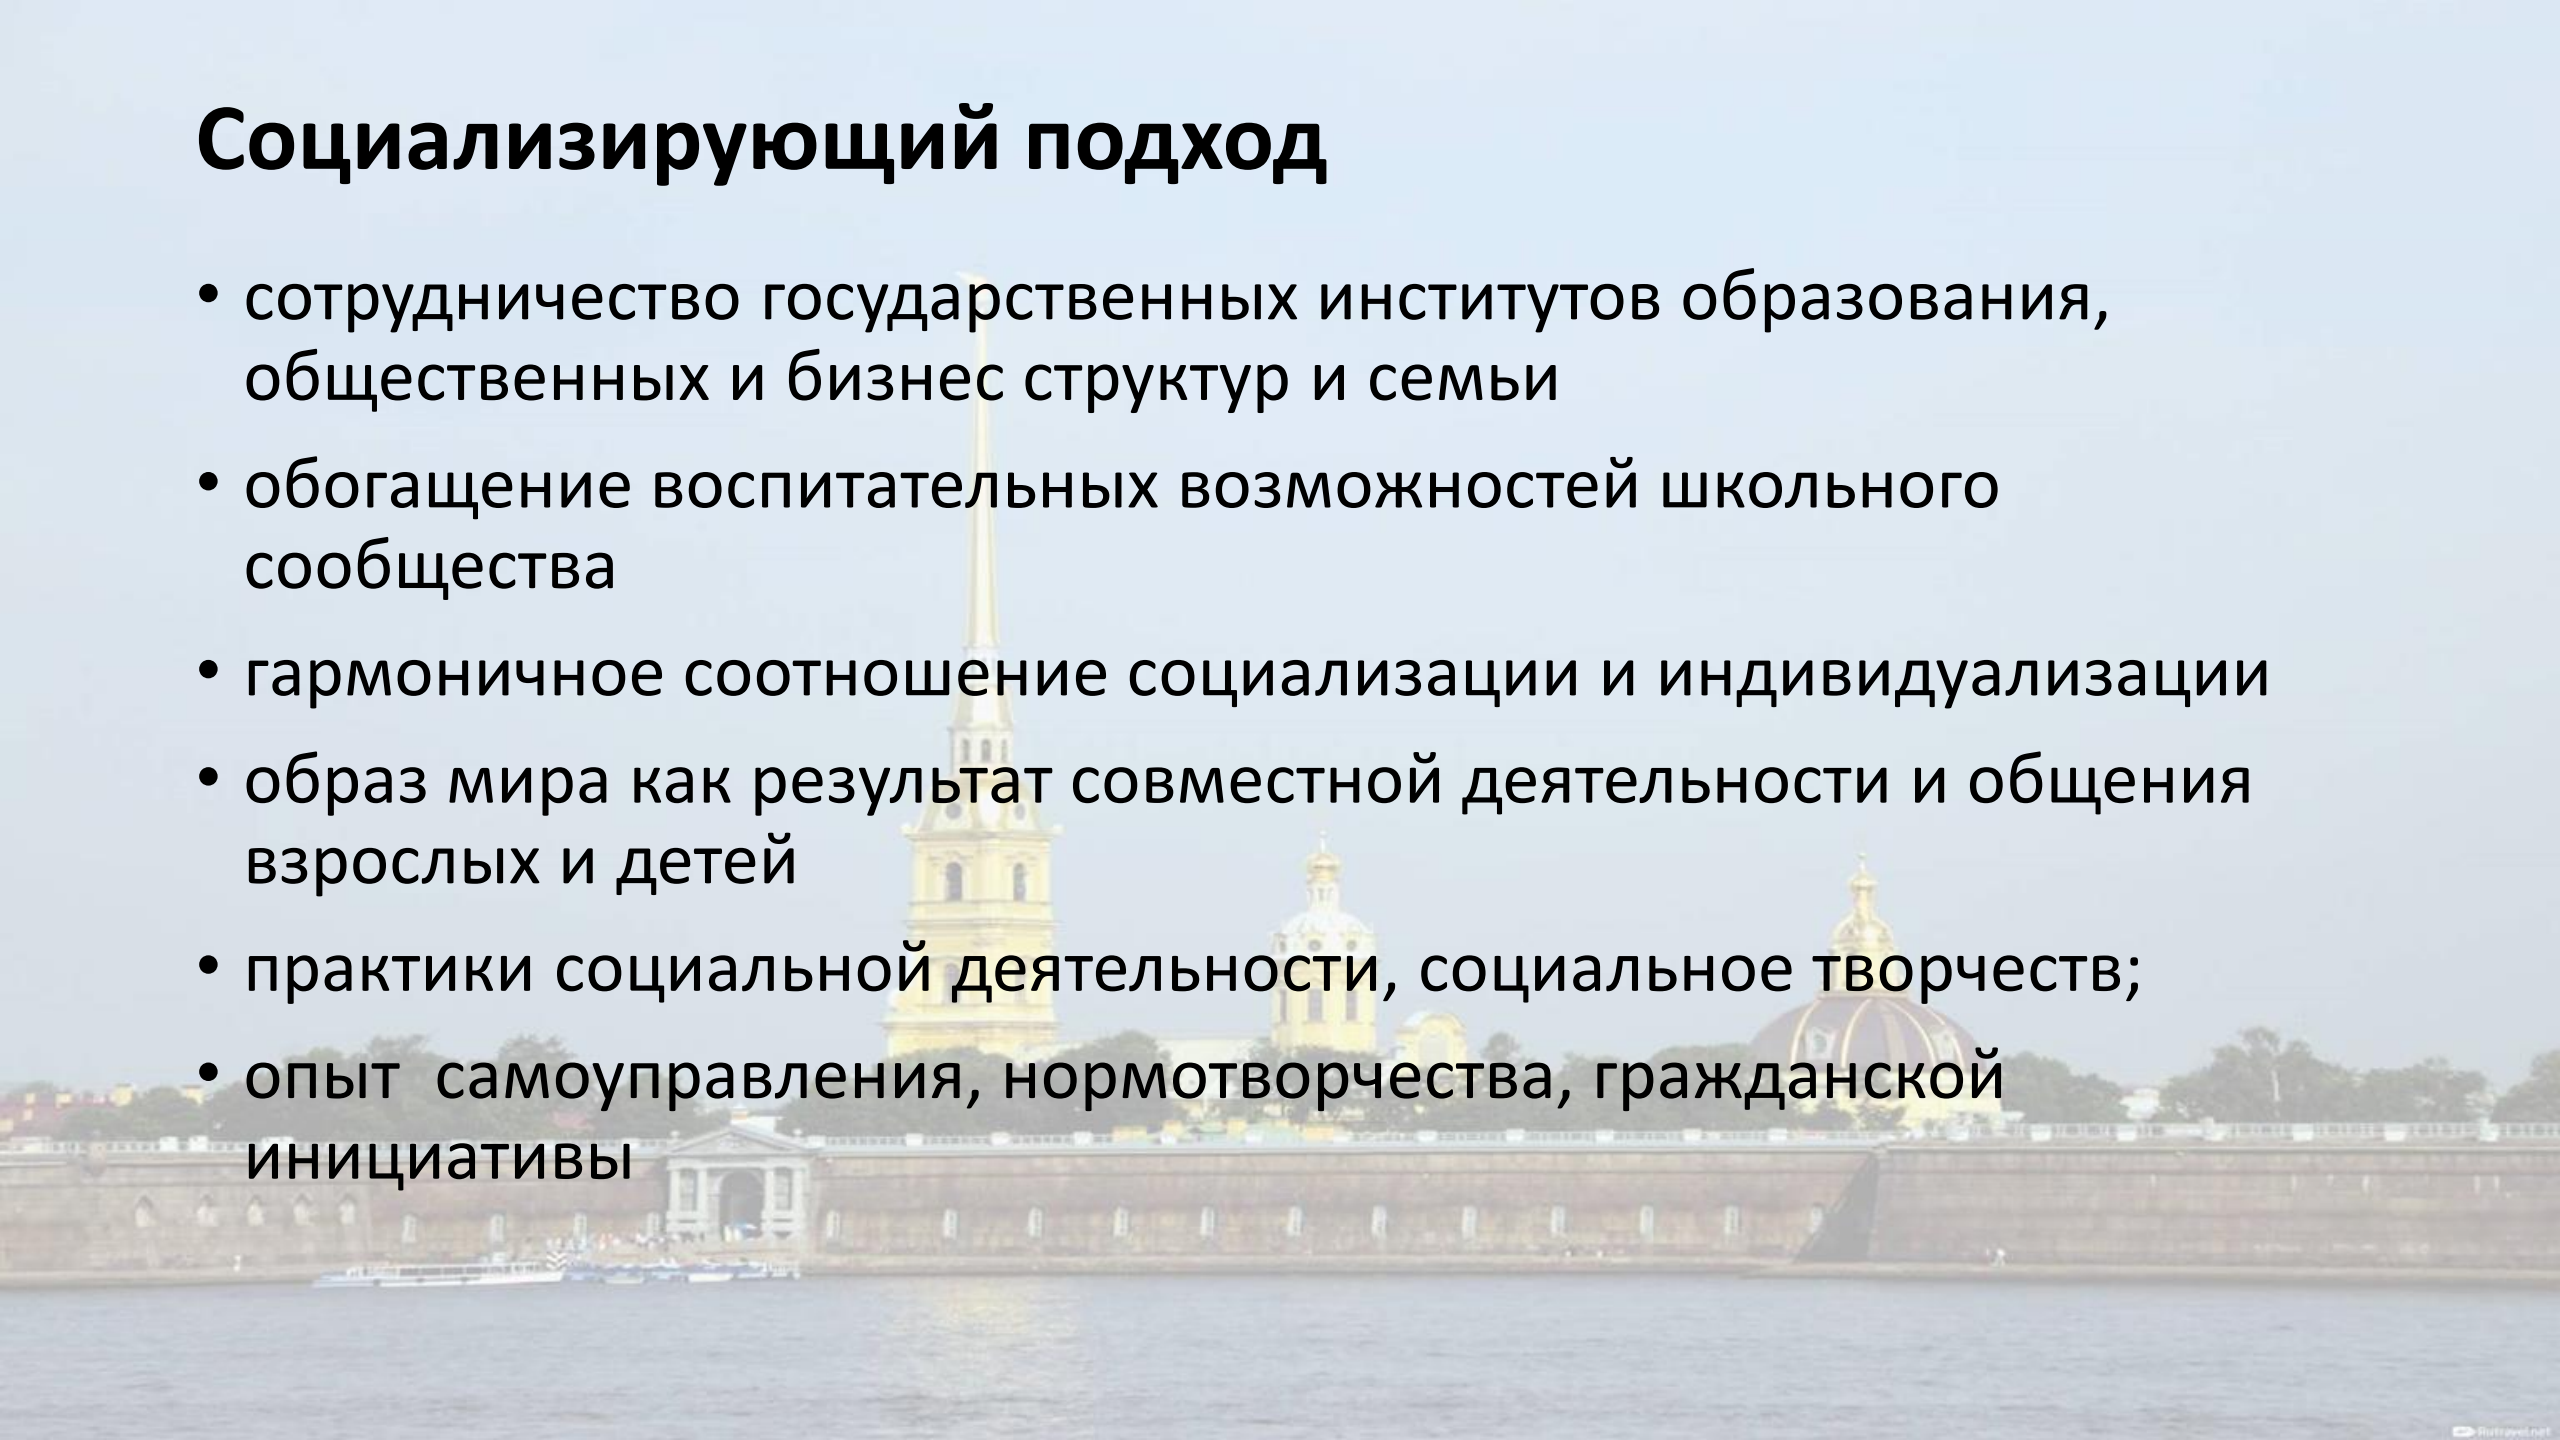 Социализирующий подход
• сотрудничество государственных институтов образования,
общественных и бизнес структур и семьи
• обогащение воспитательных возможностей школьного
сообщества
• гармоничное соотношение социализации и индивидуализации
• образ мира как результат совместной деятельности и общения
взрослых и детей
• практики социальной деятельности, социальное творчеств;
• опыт  самоуправления, нормотворчества, гражданской
инициативы